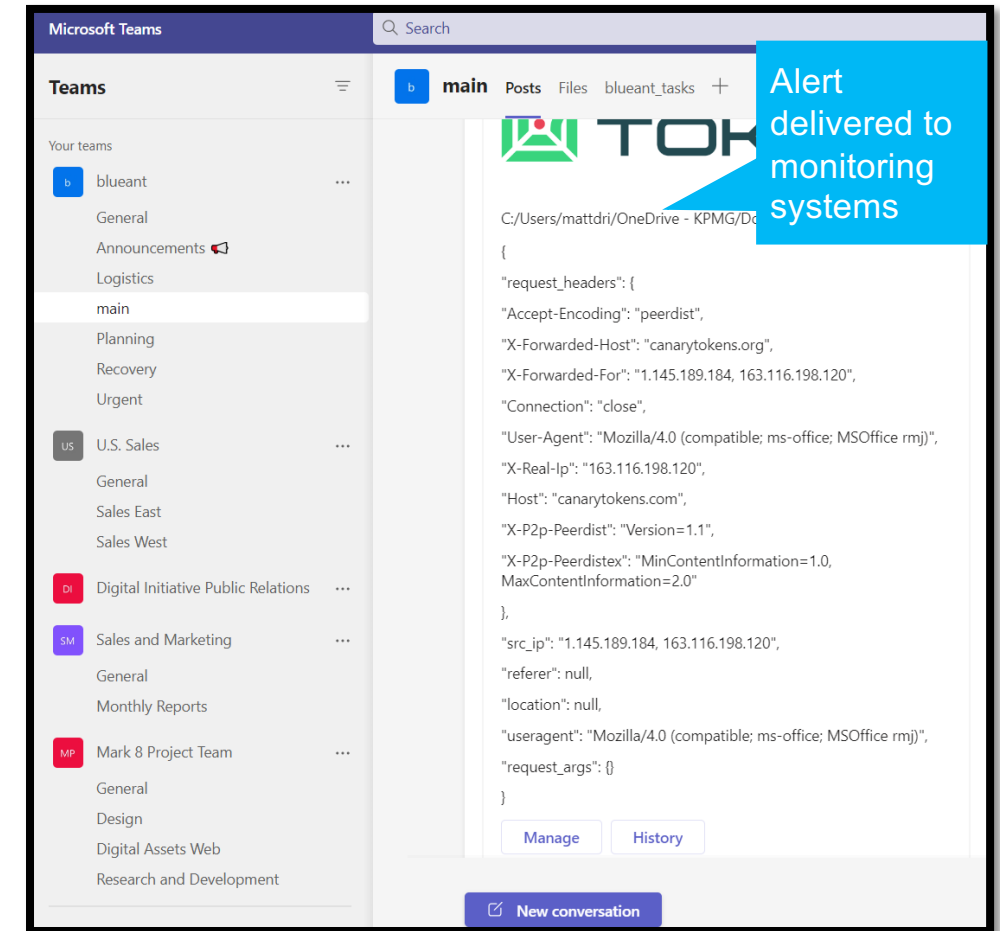 Microsoft Teams
Search
Teams
Your teams
b
blueant
General
Announcements
Logistics
main
Planning
Recovery
Urgent
US
U.S. Sales
General
Sales East
Sales West
DI
Digital Initiative Public Relations
SM
Sales and Marketing
General
Monthly Reports
MP
Mark 8 Project Team
General
Design
Digital Assets Web
Research and Development
b
main Posts Files blueant_tasks
Alert
delivered to
monitoring
systems
C:/Users/mattdri/OneDrive - KPMG/
{
"request_headers": {
"Accept-Encoding": "peerdist",
"X-Forwarded-Host": "canarytokens.org",
"X-Forwarded-For": "1.145.189.184, 163.116.198.120",
"Connection": "close",
"User-Agent": "Mozilla/4.0 (compatible; ms-office; MSOffice rmj)",
"X-Real-Ip": "163.116.198.120",
"Host": "canarytokens.com",
"X-P2p-Peerdist": "Version=1.1",
"X-P2p-Peerdistex": "MinContentInformation=1.0,
MaxContentInformation=2.0"
},
"src_ip": "1.145.189.184, 163.116.198.120",
"referer": null,
"location": null,
"useragent": "Mozilla/4.0 (compatible; ms-office; MSOffice rmj)",
"request_args": {}
}
Manage
History
New conversation